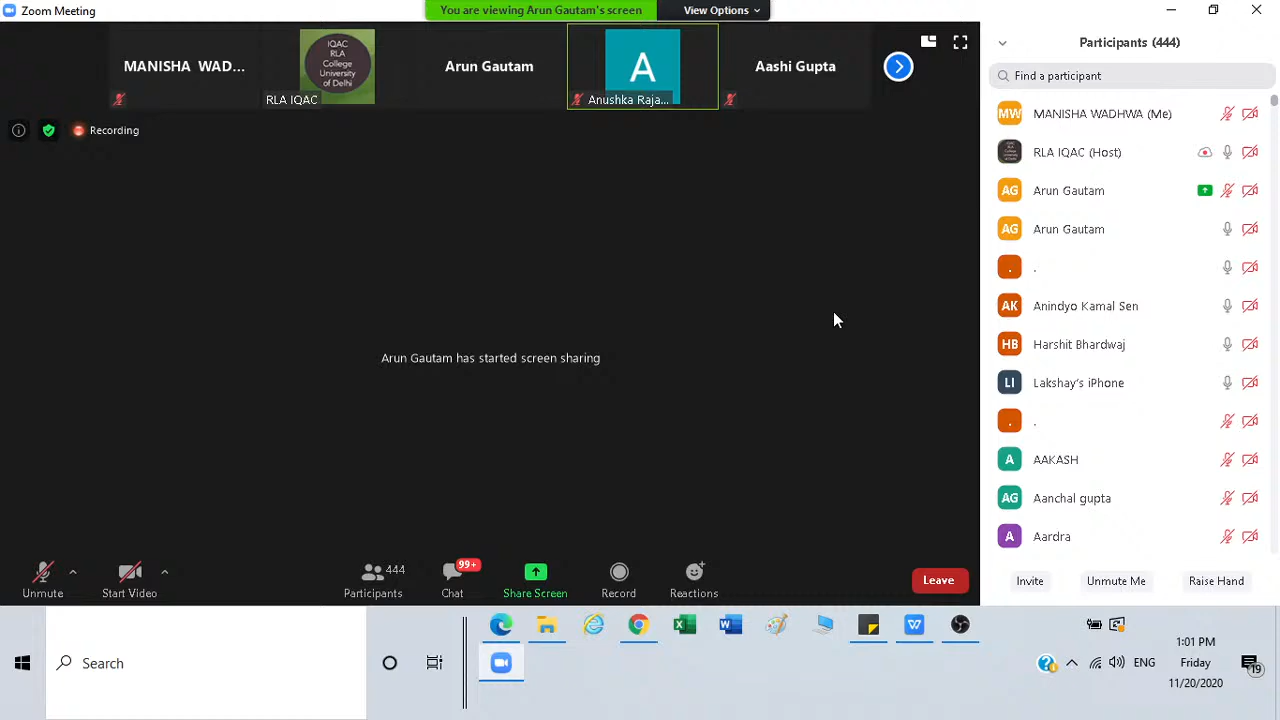 Zoom Meeting
You are viewing Arun Gautam's screen
View Options
MANISHA WAD...
IQAC
RLA
College
University
of Delhi
RLA IQAC
Arun Gautam
A
Anushka Raja...
Aashi Gupta
Recording
Arun Gautam has started screen sharing
Participants (444)
Find a participant
MW MANISHA WADHWA (Me)
RLA IQAC (Host)
AG Arun Gautam
AG Arun Gautam
. .
AK Anindyo Kamal Sen
HB Harshit Bhardwaj
LI Lakshay's iPhone
. .
A AAKASH
AG Aanchal gupta
A Aardra
Invite
Unmute Me
Raise Hand
Unmute
Start Video
444
Participants
99+
Chat
Share Screen
Record
Reactions
Leave
Search
ENG
1:01 PM
Friday
11/20/2020
19